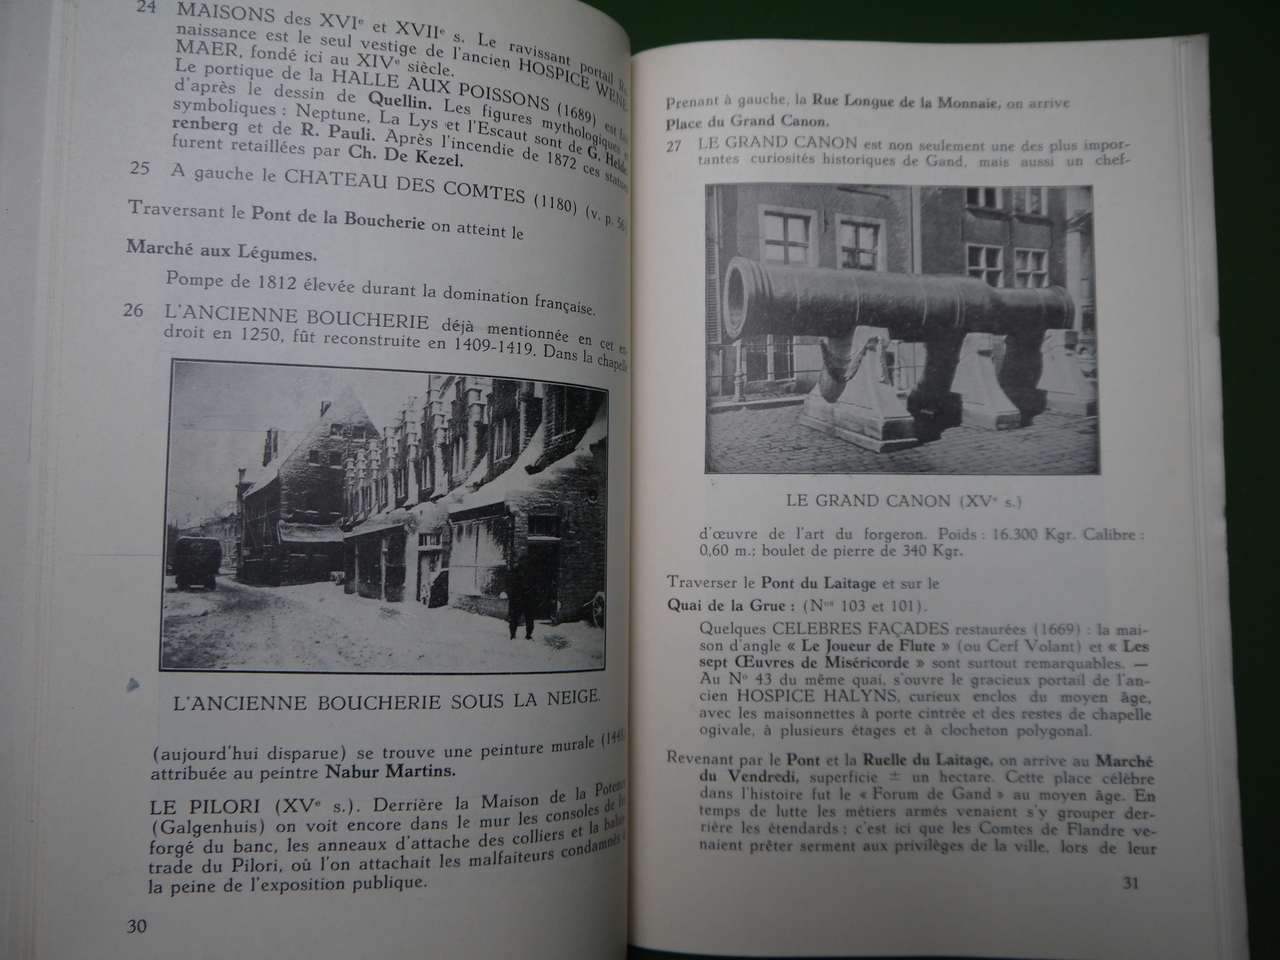 24 MAISONS des XVIᵉ et XVIIᵉ s. Le ravissant portail Re-
naissance est le seul vestige de l'ancien HOSPICE WENE-
MAER, fondé ici au XIVᵉ siècle.
Le portique de la HALLE AUX POISSONS (1689) est fait
d'après le dessin de Quellin. Les figures mythologiques et
symboliques : Neptune, La Lys et l'Escaut sont de G. Helde-
renberg et de R. Pauli. Après l'incendie de 1872 ces statues
furent retaillées par Ch. De Kezel.
25 A gauche le CHATEAU DES COMTES (1180) (v. p. 56)
Traversant le Pont de la Boucherie on atteint le
Marché aux Légumes.
Pompe de 1812 élevée durant la domination française.
26 L'ANCIENNE BOUCHERIE déjà mentionnée en cet en-
droit en 1250, fût reconstruite en 1409-1419. Dans la chapelle
L'ANCIENNE BOUCHERIE SOUS LA NEIGE.
(aujourd'hui disparue) se trouve une peinture murale
attribuée au peintre Nabur Martins.
LE PILORI (XVᵉ s.). Derrière la Maison de la Potence
(Galgenhuis) on voit encore dans le mur les consoles de fer
forgé du banc, les anneaux d'attache des colliers et la balus-
trade du Pilori, où l'on attachait les malfaiteurs condamnés à
la peine de l'exposition publique.
30
Prenant à gauche, la Rue Longue de la Monnaie, on arrive
Place du Grand Canon.
27 LE GRAND CANON est non seulement une des plus impor-
tantes curiosités historiques de Gand, mais aussi un chef-
LE GRAND CANON (XVᵉ s.)
d'œuvre de l'art du forgeron. Poids : 16.300 Kgr. Calibre :
0,60 m.; boulet de pierre de 340 Kgr.
Traverser le Pont du Laitage et sur le
Quai de la Grue : (Nᵒˢ 103 et 101).
Quelques CELEBRES FAÇADES restaurées (1669) : la mai-
son d'angle « Le Joueur de Flute » (ou Cerf Volant) et « Les
sept Œuvres de Miséricorde » sont surtout remarquables. —
Au Nᵒ 43 du même quai, s'ouvre le gracieux portail de l'an-
cien HOSPICE HALYNS, curieux enclos du moyen âge,
avec les maisonnettes à porte cintrée et des restes de chapelle
ogivale, à plusieurs étages et à clocheton polygonal.
Revenant par le Pont et la Ruelle du Laitage, on arrive au Marché
du Vendredi, superficie ± un hectare. Cette place célèbre
dans l'histoire fut le « Forum de Gand » au moyen âge. En
temps de lutte les métiers armés venaient s'y grouper der-
rière les étendards ; c'est ici que les Comtes de Flandre ve-
naient prêter serment aux privilèges de la ville, lors de leur
31